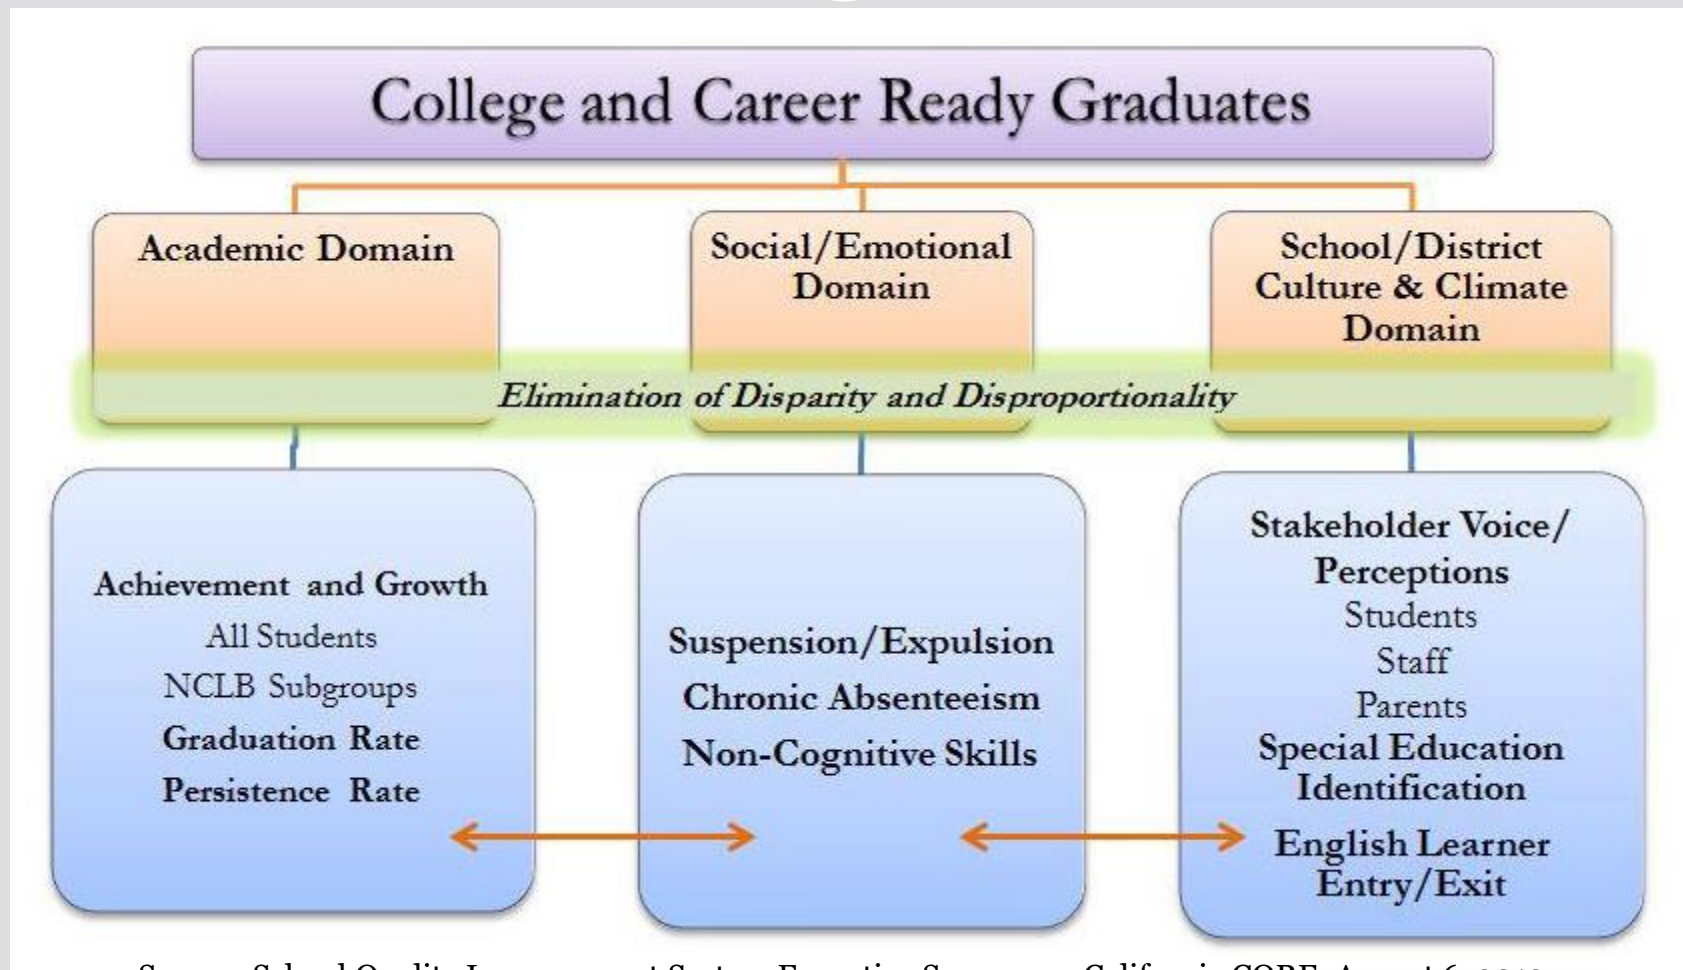 College and Career Ready Graduates
Academic Domain
Social/Emotional
Domain
School/District
Culture & Climate
Domain
Elimination of Disparity and Disproportionality
Achievement and Growth
All Students
NCLB Subgroups
Graduation Rate
Persistence Rate
Suspension/Expulsion
Chronic Absenteeism
Non-Cognitive Skills
Stakeholder Voice/
Perceptions
Students
Staff
Parents
Special Education
Identification
English Learner
Entry/Exit